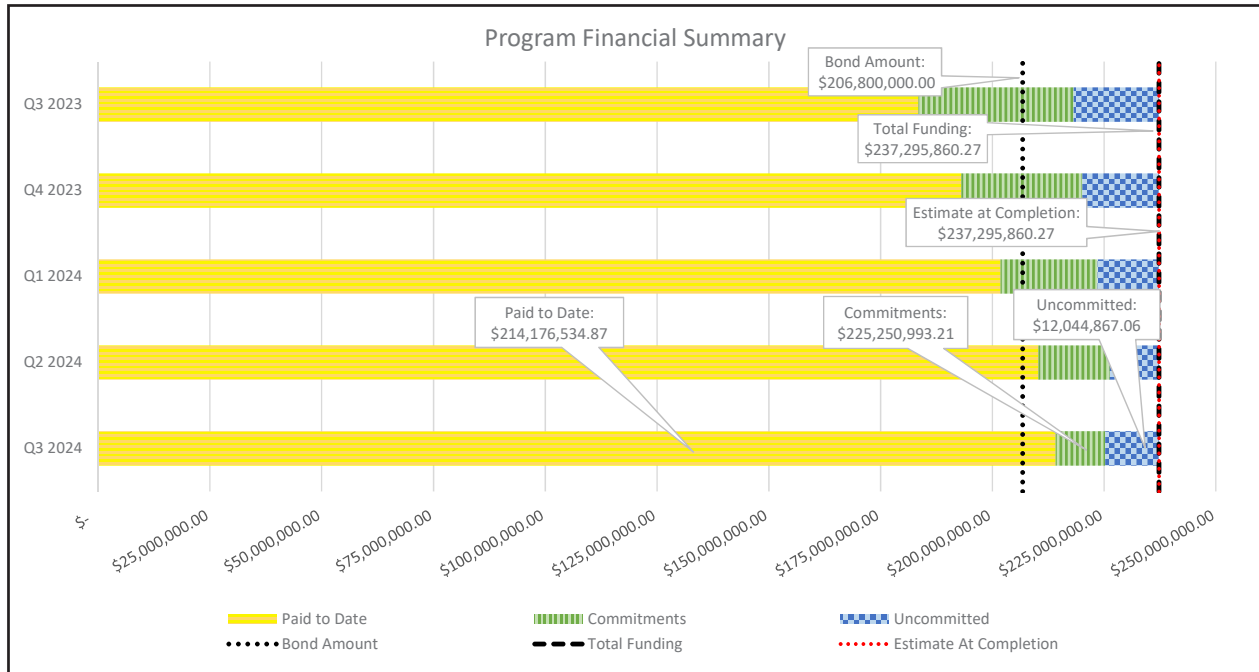 Program Financial Summary
Bond Amount:
$206,800,000.00
Q3 2023
Total Funding:
$237,295,860.27
Q4 2023
Estimate at Completion:
$237,295,860.27
Q1 2024
Paid to Date:
$214,176,534.87
Commitments:
$225,250,993.21
Uncommitted:
$12,044,867.06
Q2 2024
Q3 2024
$-
$25,000,000.00
$50,000,000.00
$75,000,000.00
$100,000,000.00
$125,000,000.00
$150,000,000.00
$175,000,000.00
$200,000,000.00
$225,000,000.00
$250,000,000.00
Paid to Date
Commitments
Uncommitted
Bond Amount
Total Funding
Estimate At Completion